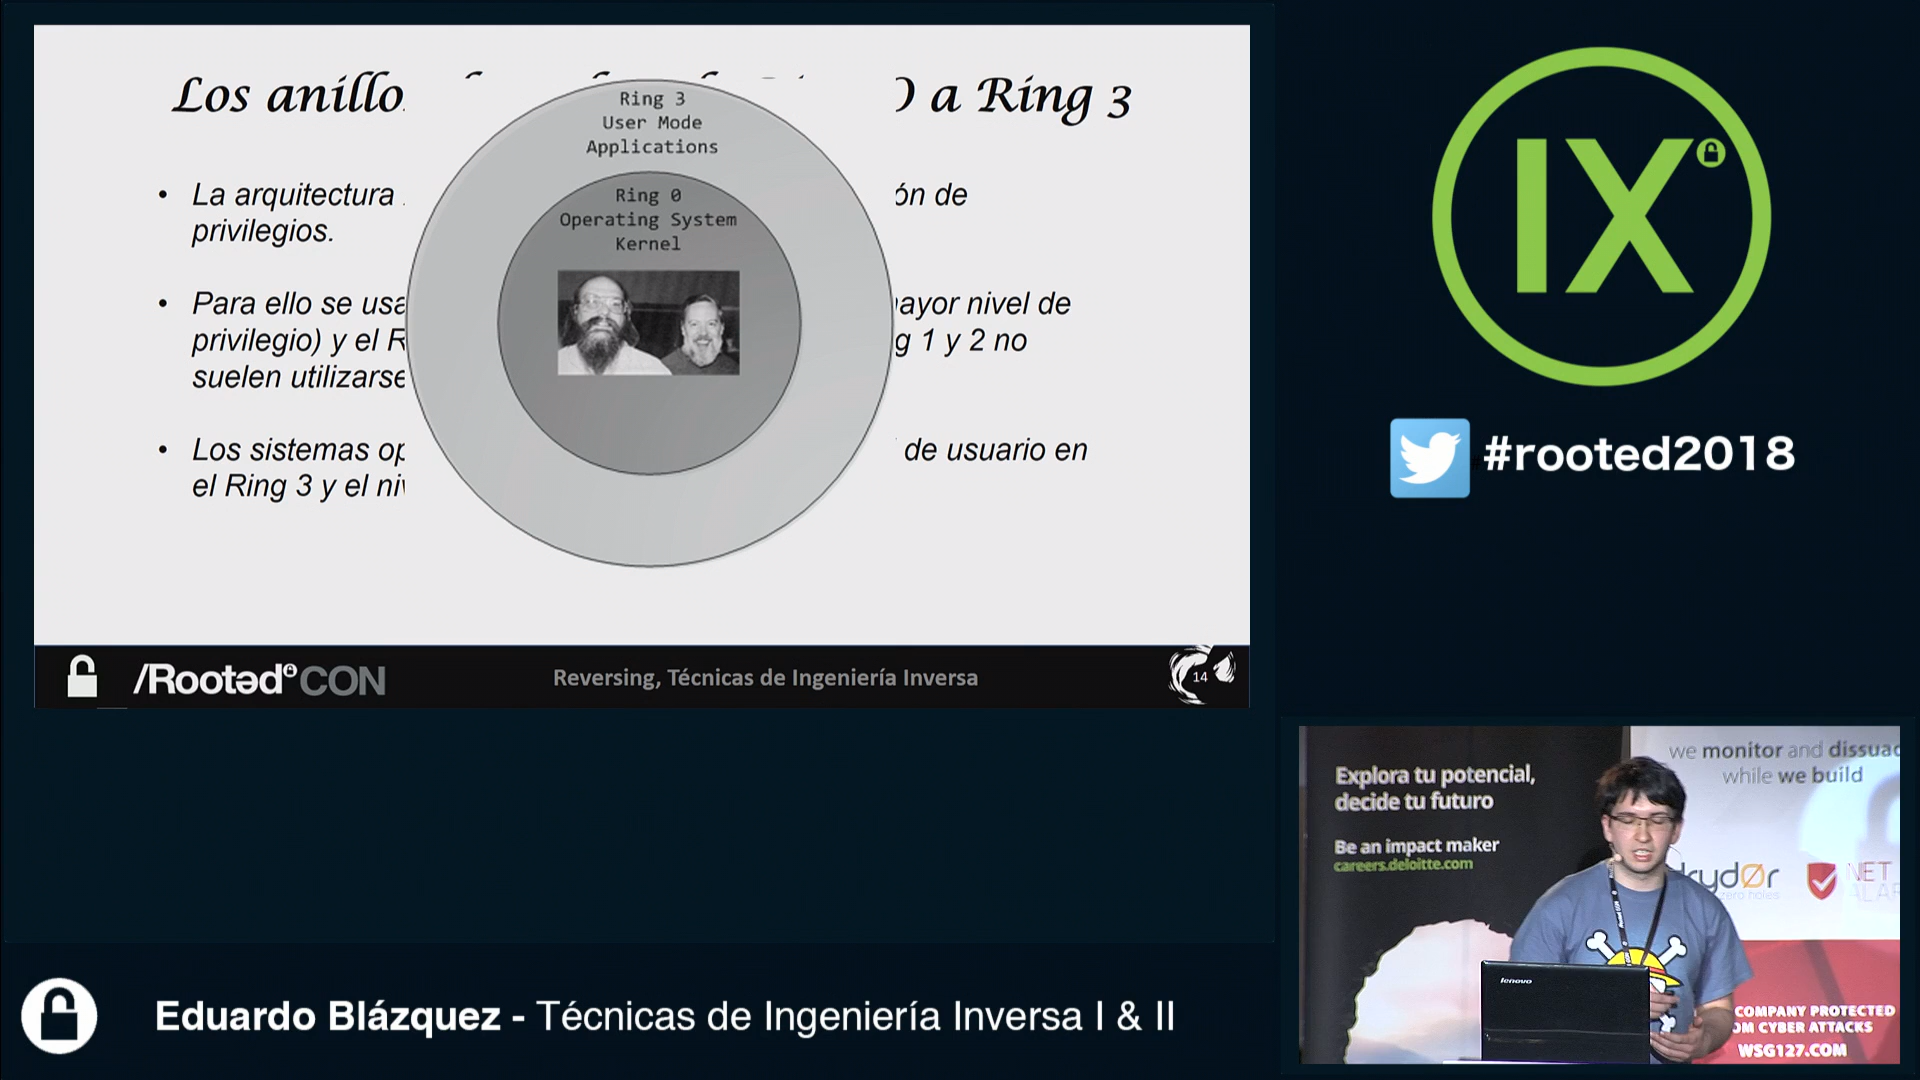 Los anillo
a Ring 3
Ring 3
User Mode
Applications
Ring 0
Operating System
Kernel
La arquitectura
ón de
privilegios.
Para ello se usa
ayor nivel de
privilegio) y el R
g 1 y 2 no
suelen utilizarse
Los sistemas op
de usuario en
el Ring 3 y el niv
/Rooted CON
Reversing, Técnicas de Ingeniería Inversa
14
IX
#rooted2018
Explora tu potencial,
decide tu futuro
Be an impact maker
careers.deloitte.com
we monitor and dissuad
while we build
lenovo
COMPANY PROTECTED
OM CYBER ATTACKS
WSG127.COM
Eduardo Blázquez - Técnicas de Ingeniería Inversa I & II